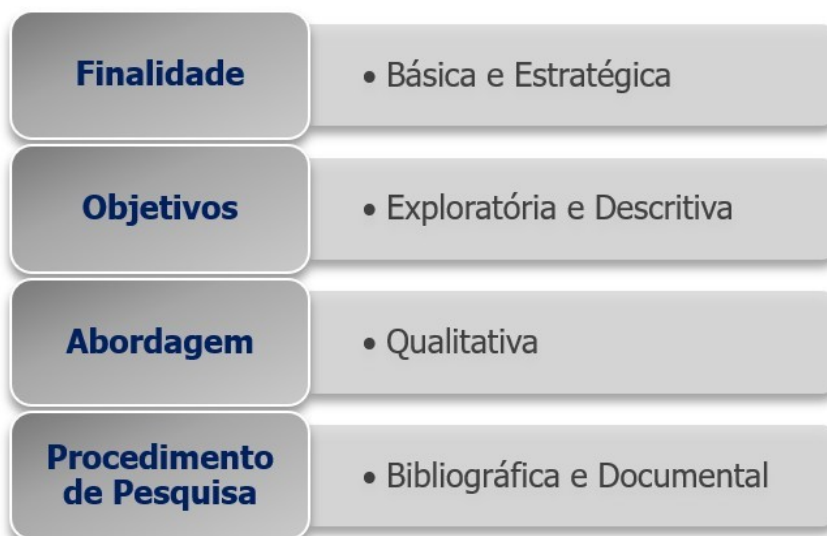 Finalidade
• Básica e Estratégica
Objetivos
• Exploratória e Descritiva
Abordagem
• Qualitativa
Procedimento
de Pesquisa
• Bibliográfica e Documental